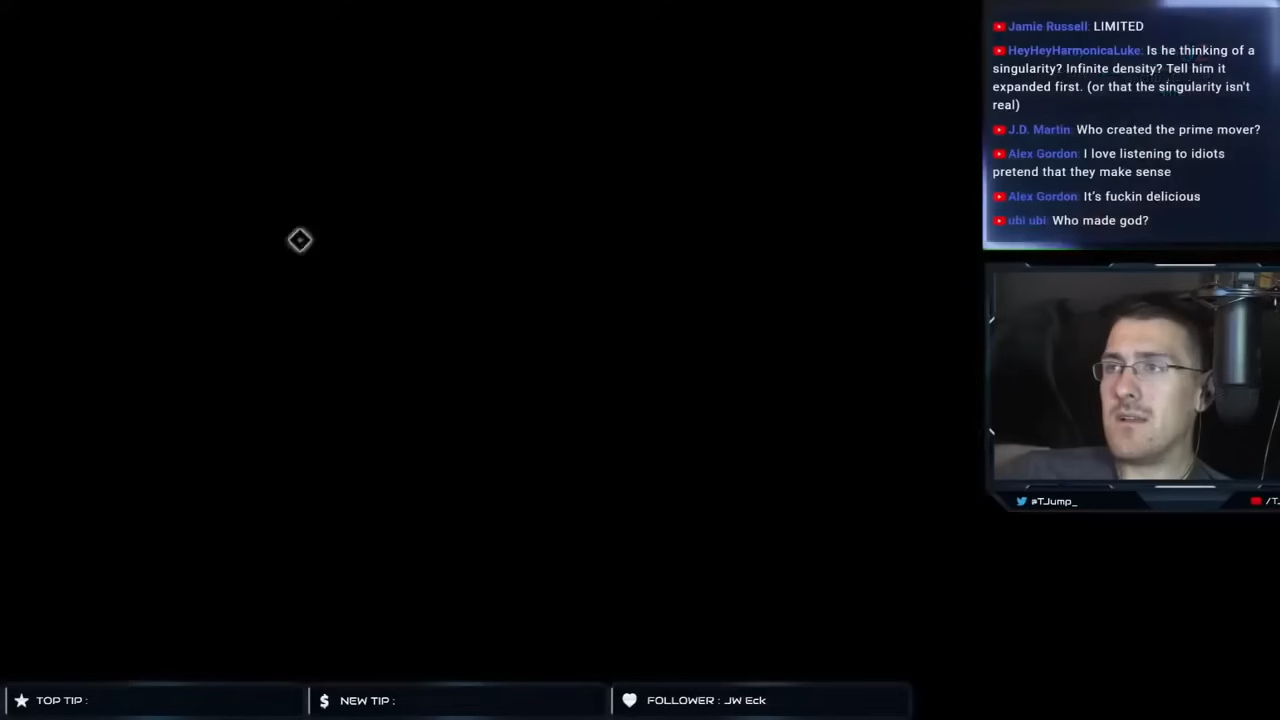 Jamie Russell: LIMITED
HeyHeyHarmonicaLuke: Is he thinking of a
singularity? Infinite density? Tell him it
expanded first. (or that the singularity isn't
real)
J.D. Martin: Who created the prime mover?
Alex Gordon: I love listening to idiots
pretend that they make sense
Alex Gordon: It's fuckin delicious
ubi ubi: Who made god?
@TJump_
/TJ
TOP TIP :
NEW TIP :
FOLLOWER : JW Eck